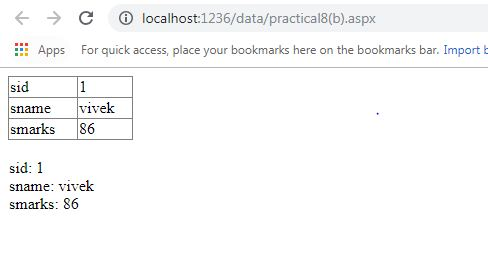 localhost:1236/data/practical8(b).aspx
Apps For quick access, place your bookmarks here on the bookmarks bar. Import b
sid 1
sname vivek
smarks 86
sid: 1
sname: vivek
smarks: 86